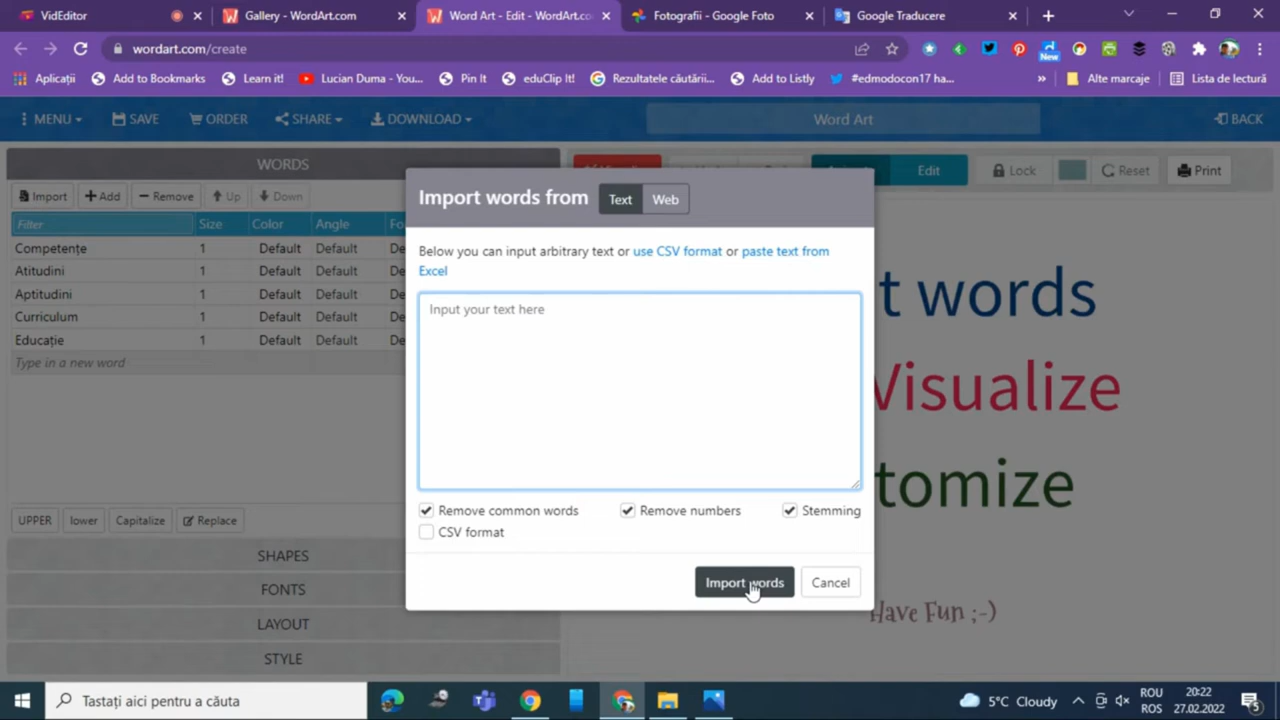 VidEditor
Gallery - WordArt.com
Word Art - Edit - WordArt.co
Fotografii - Google Foto
Google Traducere
wordart.com/create
New
Aplicații
Add to Bookmarks
Learn it!
Lucian Duma - You...
Pin It
eduClip It!
Rezultatele căutării...
Add to Listly
#edmodocon17 ha...
»
Alte marcaje
Lista de lectură
MENU
SAVE
ORDER
SHARE
DOWNLOAD
Word Art
BACK
WORDS
Edit
Lock
Reset
Print
Import
Add
Remove
Up
Down
Filter
Size
Color
Angle
Competențe 1 Default Default
Atitudini 1 Default Default
Aptitudini 1 Default Default
Curriculum 1 Default Default
Educație 1 Default Default
Type in a new word
UPPER
lower
Capitalize
Replace
SHAPES
FONTS
LAYOUT
STYLE
Import words from
Text
Web
Below you can input arbitrary text or use CSV format or paste text from
Excel
Input your text here
Remove common words
Remove numbers
Stemming
CSV format
Import words
Cancel
t words
Visualize
tomize
Have Fun ;-)
Tastați aici pentru a căuta
5°C Cloudy
ROU
ROS
20:22
27.02.2022
5